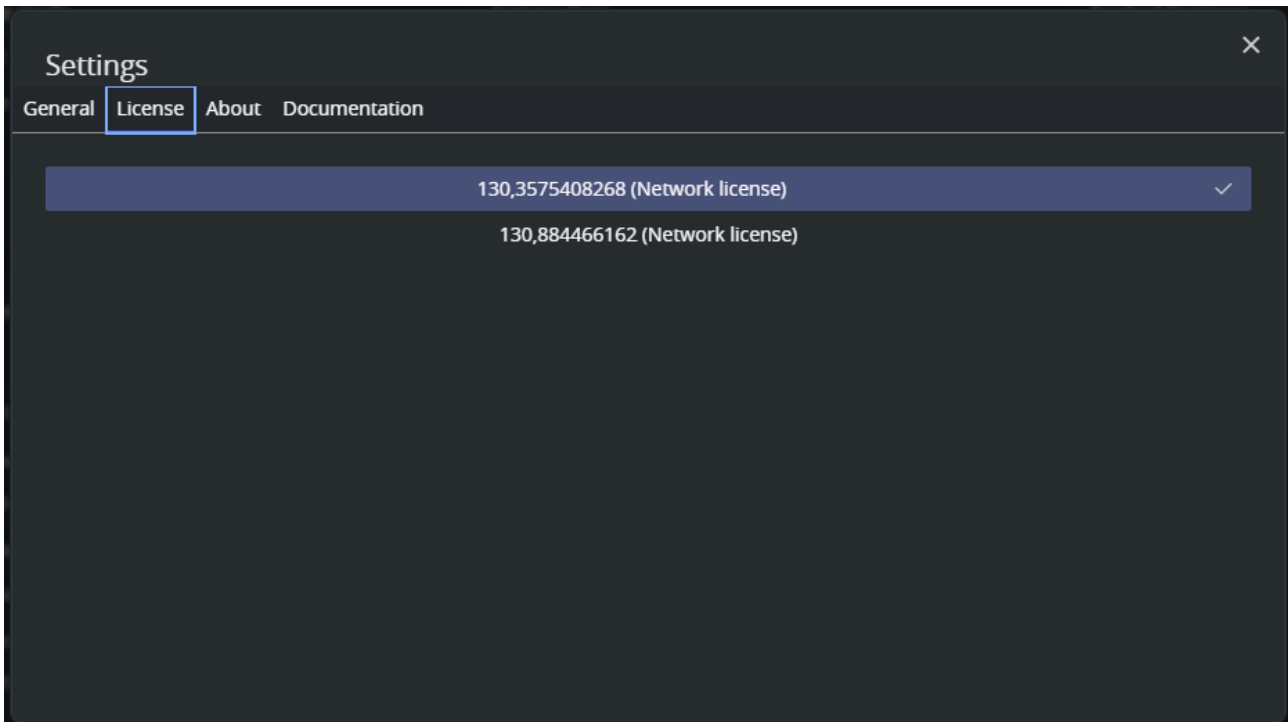 Settings
General License About Documentation
130,3575408268 (Network license)
130,884466162 (Network license)